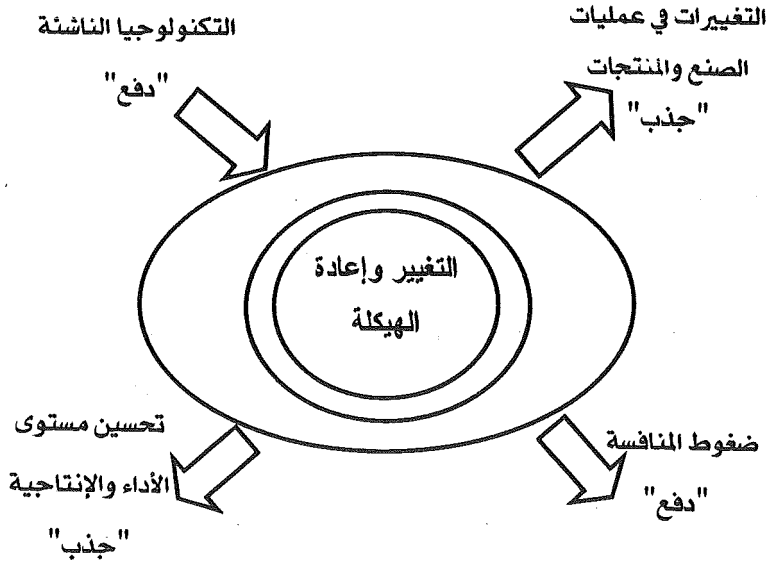 التغييرات في عمليات
الصنع والمنتجات
"جذب"
التكنولوجيا الناشئة
"دفع"
التغيير وإعادة
الهيكلة
ضغوط المنافسة
"دفع"
تحسين مستوى
الأداء والإنتاجية
"جذب"